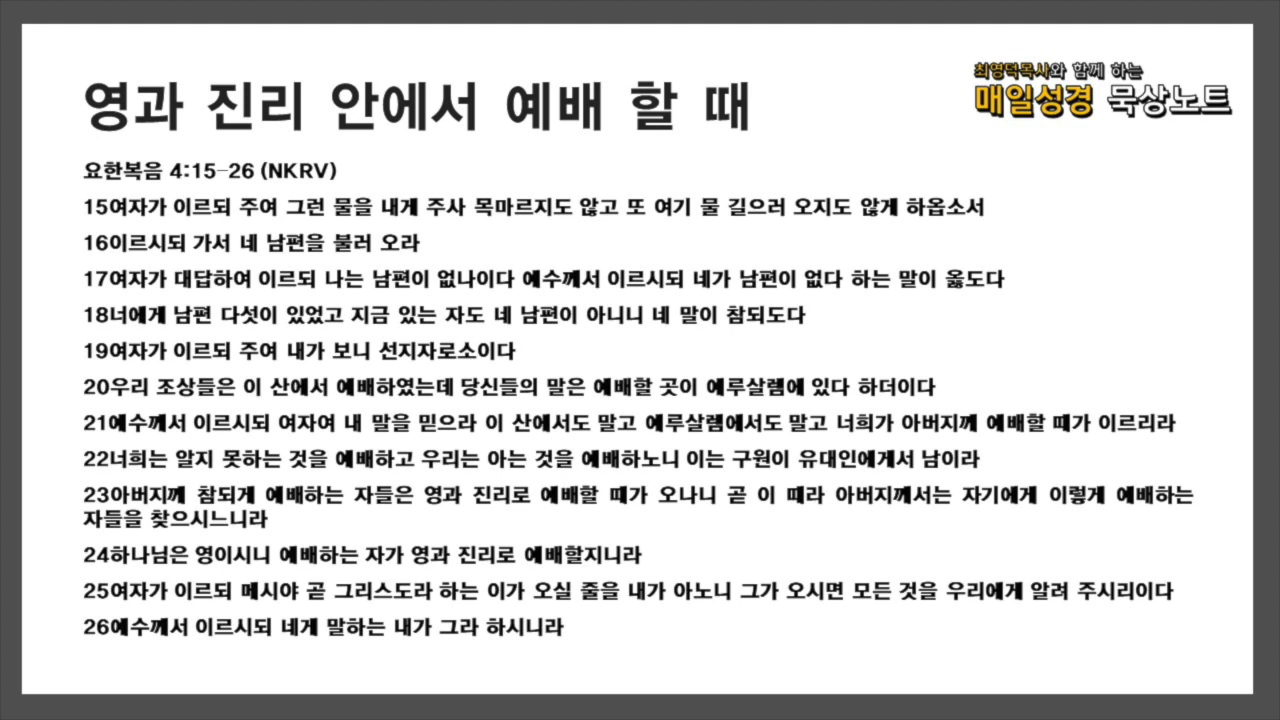 영과 진리 안에서 예배 할 때
최영덕목사와 함께 하는
매일성경 묵상노트
요한복음 4:15-26 (NKRV)
15여자가 이르되 주여 그런 물을 내게 주사 목마르지도 않고 또 여기 물 길으러 오지도 않게 하옵소서
16이르시되 가서 네 남편을 불러 오라
17여자가 대답하여 이르되 나는 남편이 없나이다 예수께서 이르시되 네가 남편이 없다 하는 말이 옳도다
18너에게 남편 다섯이 있었고 지금 있는 자도 네 남편이 아니니 네 말이 참되도다
19여자가 이르되 주여 내가 보니 선지자로소이다
20우리 조상들은 이 산에서 예배하였는데 당신들의 말은 예배할 곳이 예루살렘에 있다 하더이다
21예수께서 이르시되 여자여 내 말을 믿으라 이 산에서도 말고 예루살렘에서도 말고 너희가 아버지께 예배할 때가 이르리라
22너희는 알지 못하는 것을 예배하고 우리는 아는 것을 예배하노니 이는 구원이 유대인에게서 남이라
23아버지께 참되게 예배하는 자들은 영과 진리로 예배할 때가 오나니 곧 이 때라 아버지께서는 자기에게 이렇게 예배하는
자들을 찾으시느니라
24하나님은 영이시니 예배하는 자가 영과 진리로 예배할지니라
25여자가 이르되 메시야 곧 그리스도라 하는 이가 오실 줄을 내가 아노니 그가 오시면 모든 것을 우리에게 알려 주시리이다
26예수께서 이르시되 네게 말하는 내가 그라 하시니라